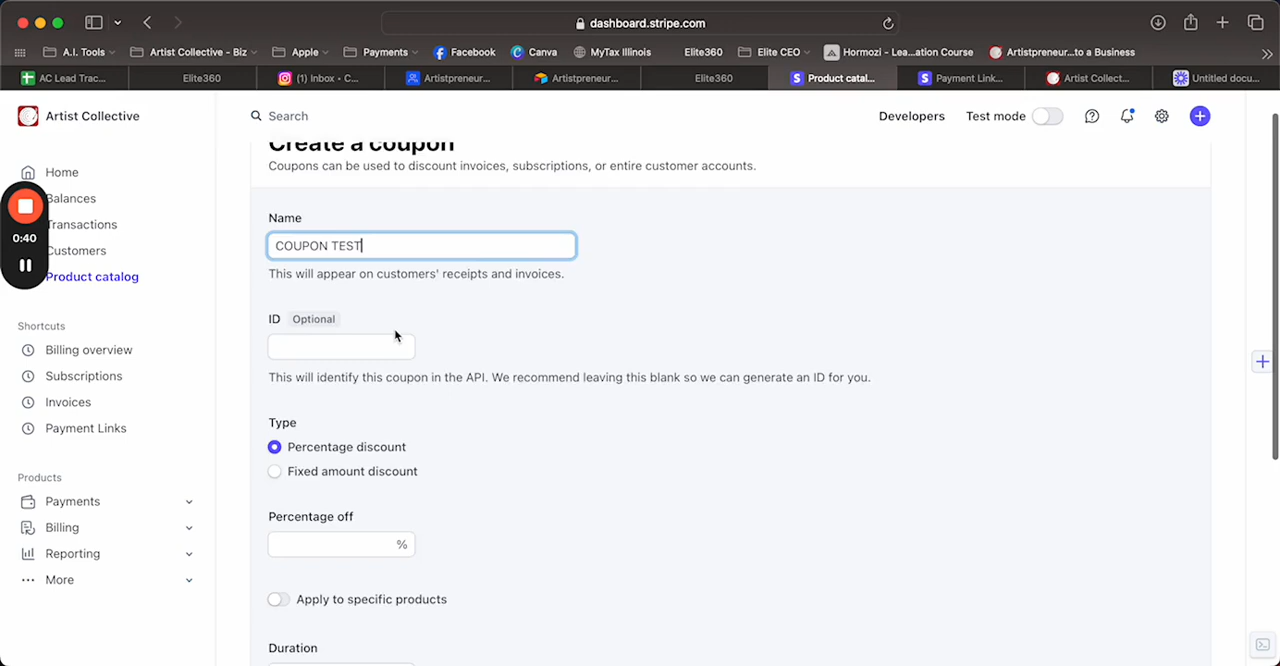 dashboard.stripe.com
A.I. Tools
Artist Collective - Biz
Apple
Payments
Facebook
Canva
MyTax Illinois
Elite360
Elite CEO
Hormozi - Lea...ation Course
Artistpreneur...to a Business
AC Lead Trac...
Elite360
(1) Inbox • C...
Artistpreneur...
Artistpreneur...
Elite360
Product catal...
Payment Link...
Artist Collect...
Untitled docu...
Artist Collective
Search
Developers
Test mode
Home
Balances
Transactions
Customers
Product catalog
0:40
Shortcuts
Billing overview
Subscriptions
Invoices
Payment Links
Products
Payments
Billing
Reporting
More
Create a coupon
Coupons can be used to discount invoices, subscriptions, or entire customer accounts.
Name
COUPON TEST
This will appear on customers' receipts and invoices.
ID Optional
This will identify this coupon in the API. We recommend leaving this blank so we can generate an ID for you.
Type
Percentage discount
Fixed amount discount
Percentage off
%
Apply to specific products
Duration